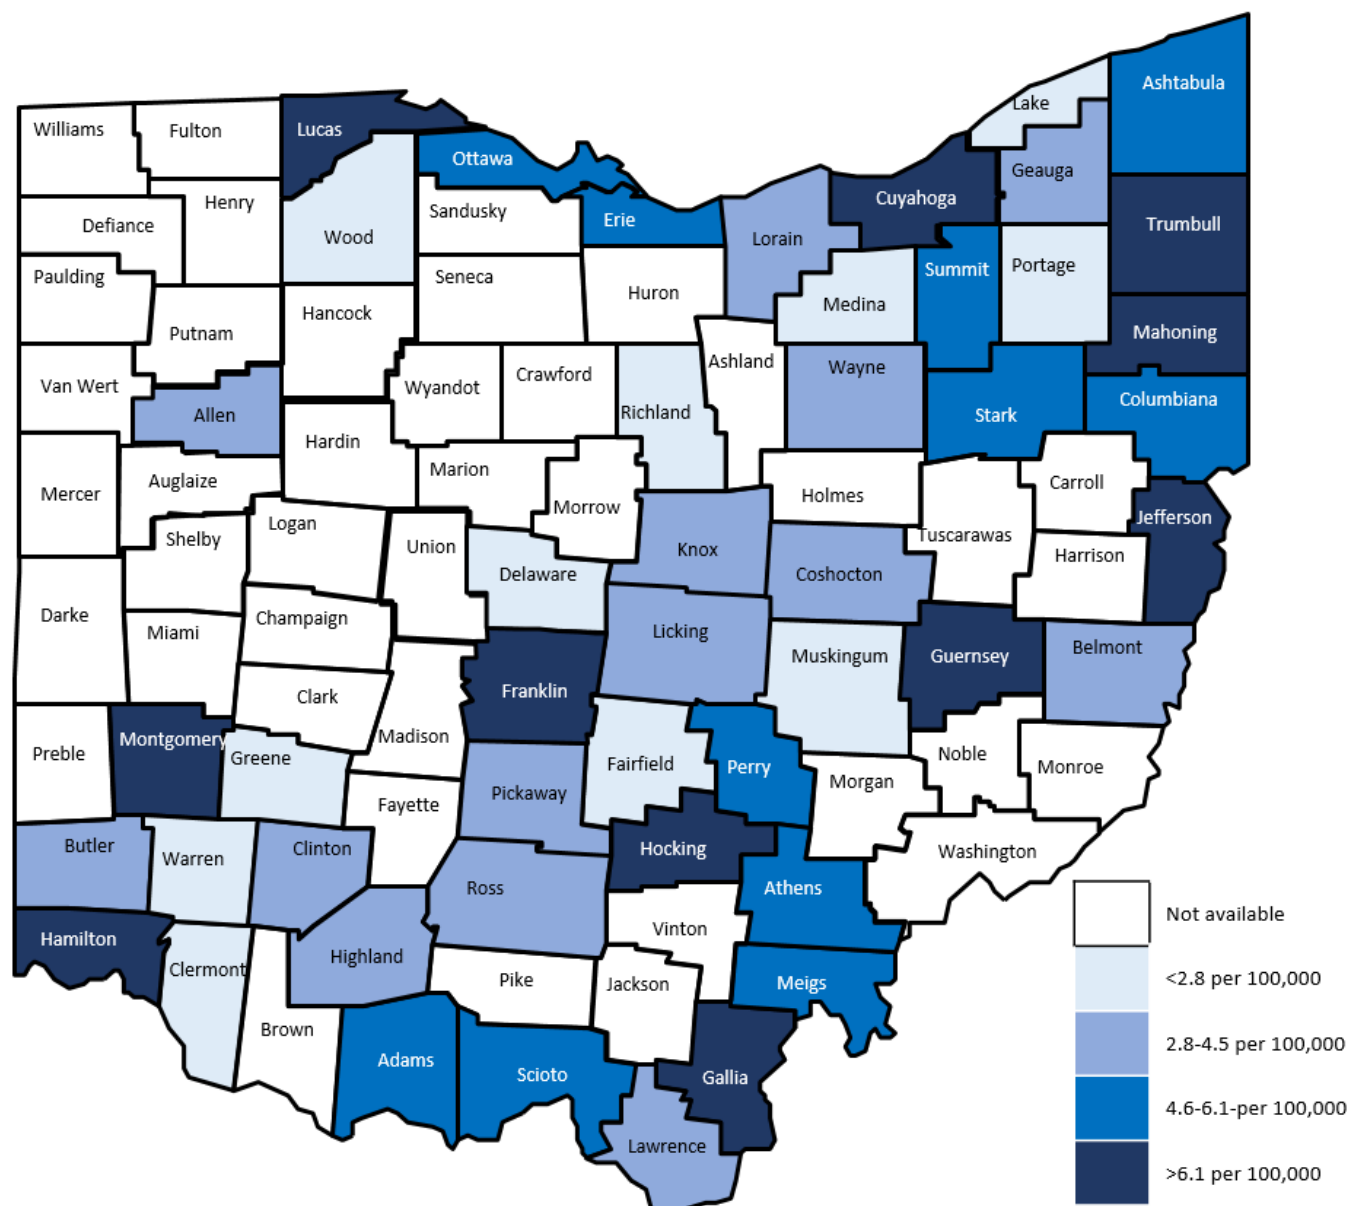 Ashtabula
Lake
Williams
Fulton
Lucas
Ottawa
Geauga
Cuyahoga
Henry
Sandusky
Erie
Defiance
Wood
Lorain
Trumbull
Paulding
Seneca
Summit
Portage
Huron
Medina
Hancock
Putnam
Mahoning
Ashland
Wayne
Van Wert
Wyandot
Crawford
Columbiana
Allen
Richland
Stark
Hardin
Marion
Mercer
Auglaize
Morrow
Holmes
Carroll
Logan
Jefferson
Shelby
Union
Knox
Tuscarawas
Harrison
Delaware
Coshocton
Darke
Champaign
Miami
Licking
Muskingum
Guernsey
Belmont
Clark
Franklin
Preble
Montgomery
Greene
Madison
Fairfield
Perry
Noble
Monroe
Pickaway
Morgan
Fayette
Butler
Warren
Clinton
Hocking
Washington
Ross
Athens
Hamilton
Highland
Vinton
Not available
Clermont
Pike
Jackson
Meigs
<2.8 per 100,000
Brown
Adams
Scioto
Gallia
2.8-4.5 per 100,000
4.6-6.1-per 100,000
Lawrence
>6.1 per 100,000